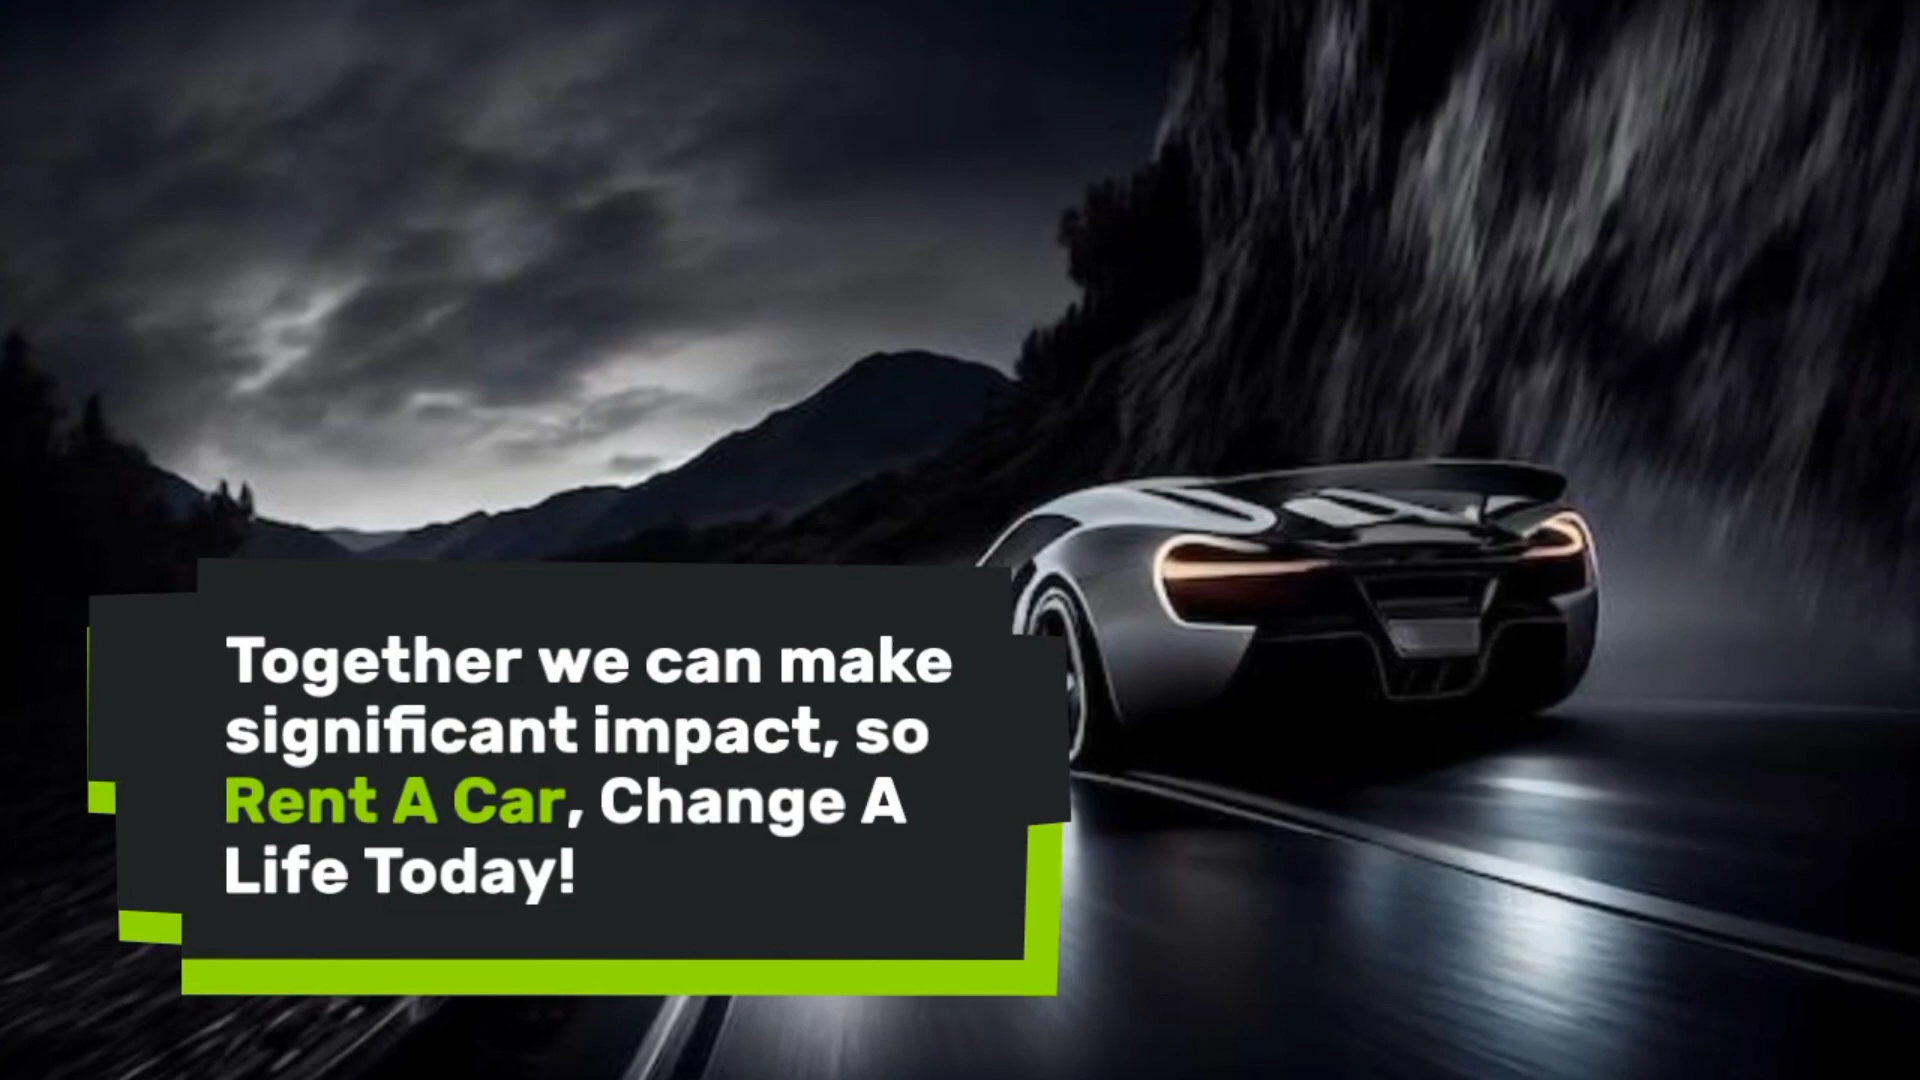 Together we can make
significant impact, so
Rent A Car, Change A
Life Today!